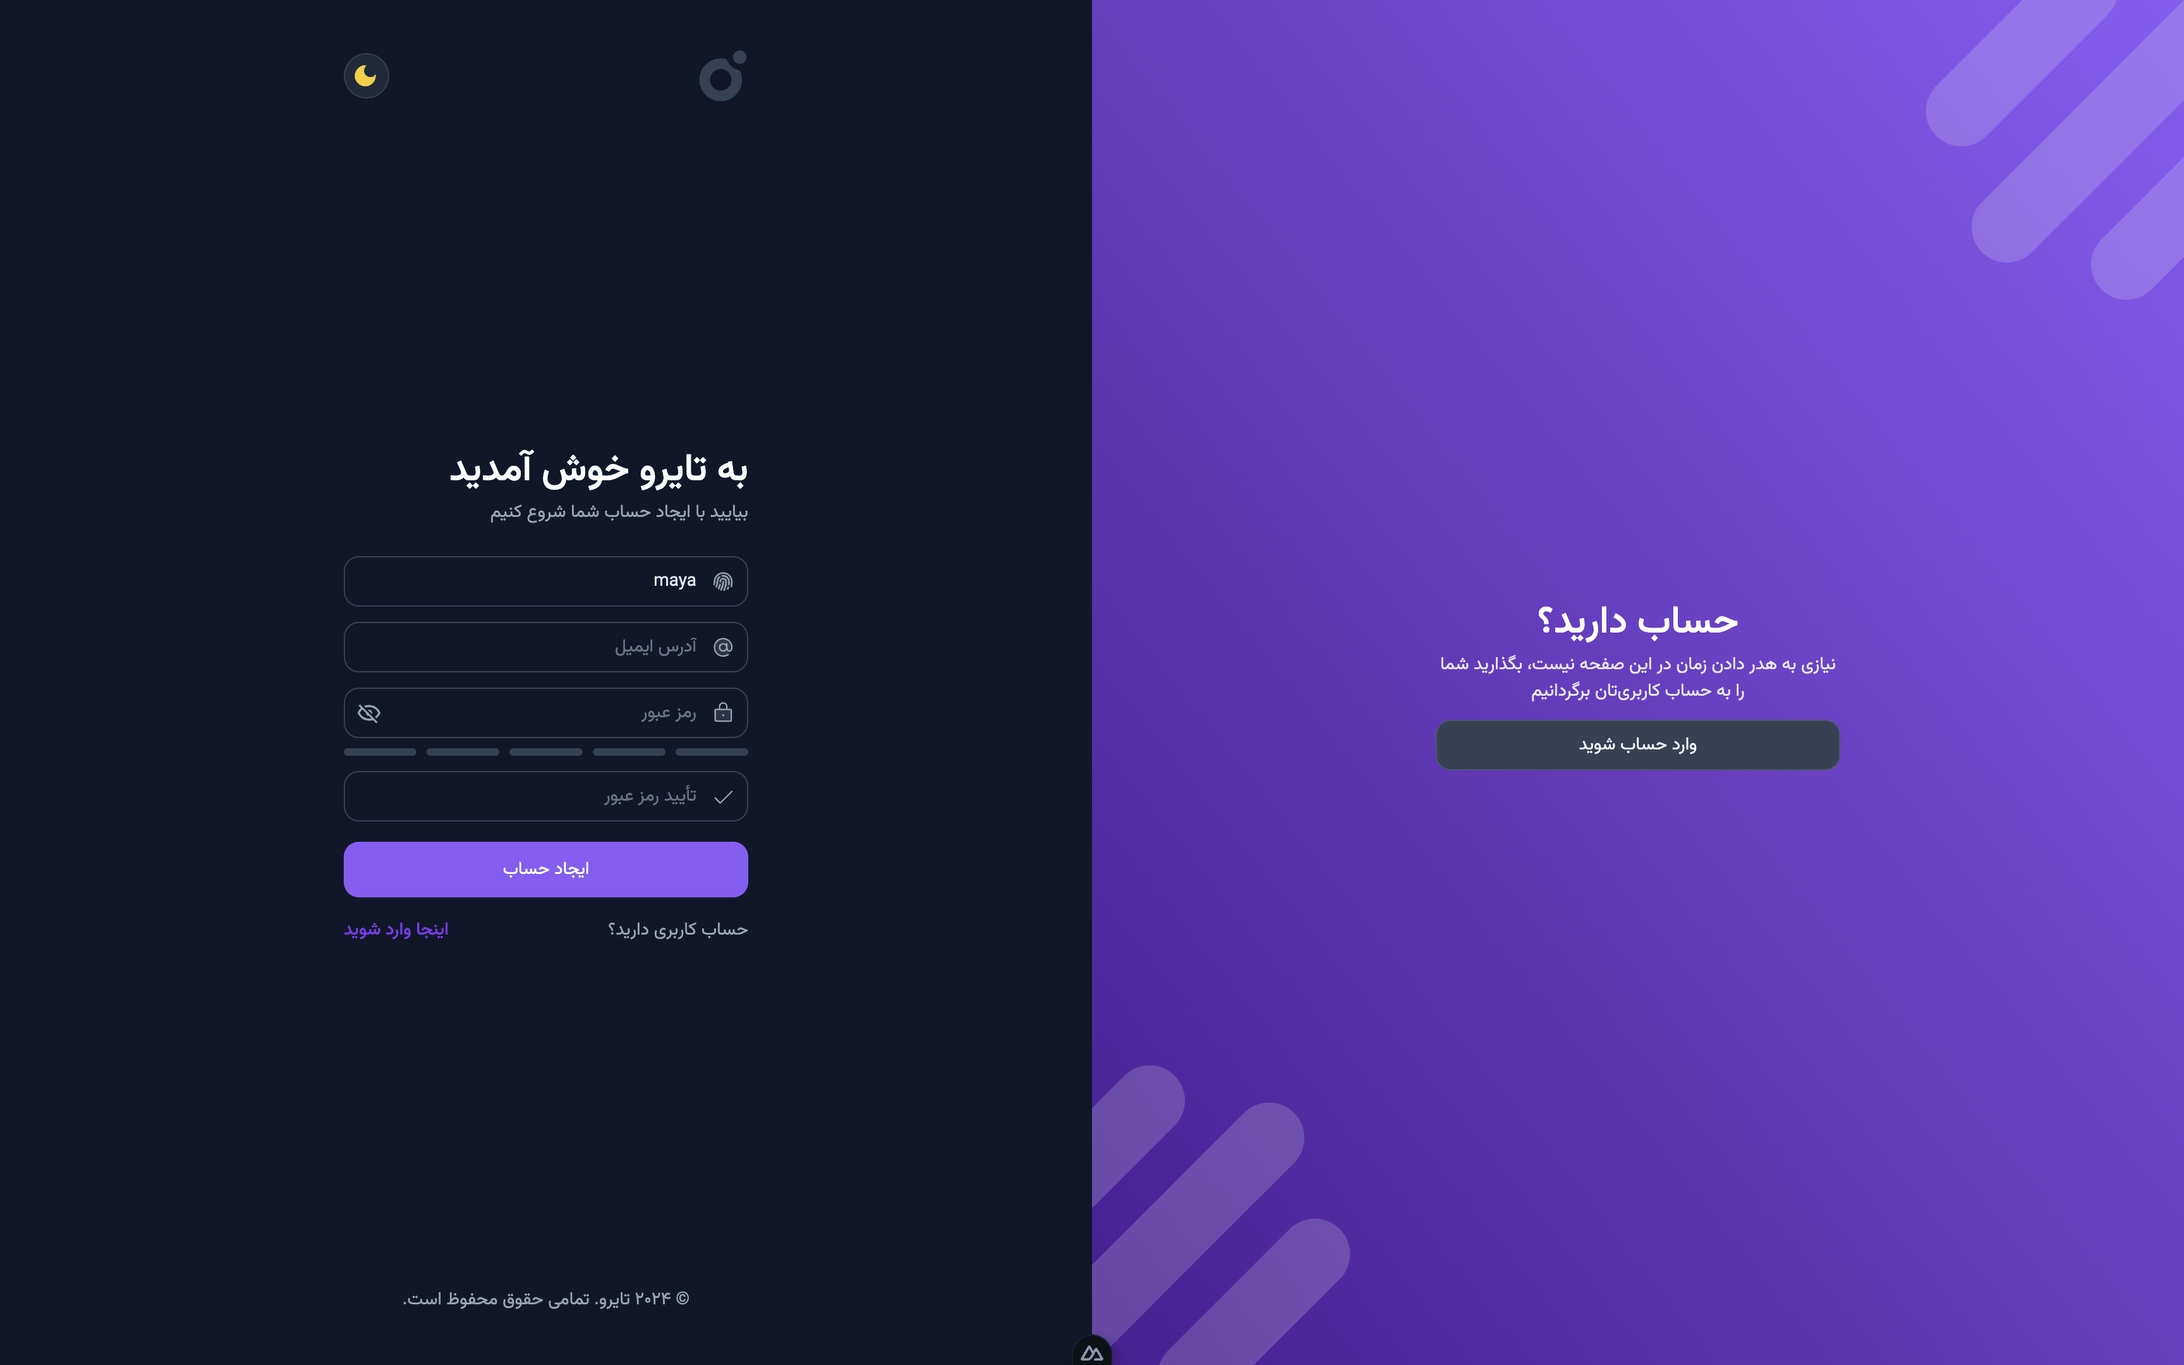 به تایرو خوش آمدید
بیایید با ایجاد حساب شما شروع کنیم
maya
آدرس ایمیل
رمز عبور
تأیید رمز عبور
ایجاد حساب
حساب کاربری دارید؟
اینجا وارد شوید
© ۲۰۲۴ تایرو. تمامی حقوق محفوظ است.
حساب دارید؟
نیازی به هدر دادن زمان در این صفحه نیست، بگذارید شما
را به حساب کاربری‌تان برگردانیم
وارد حساب شوید